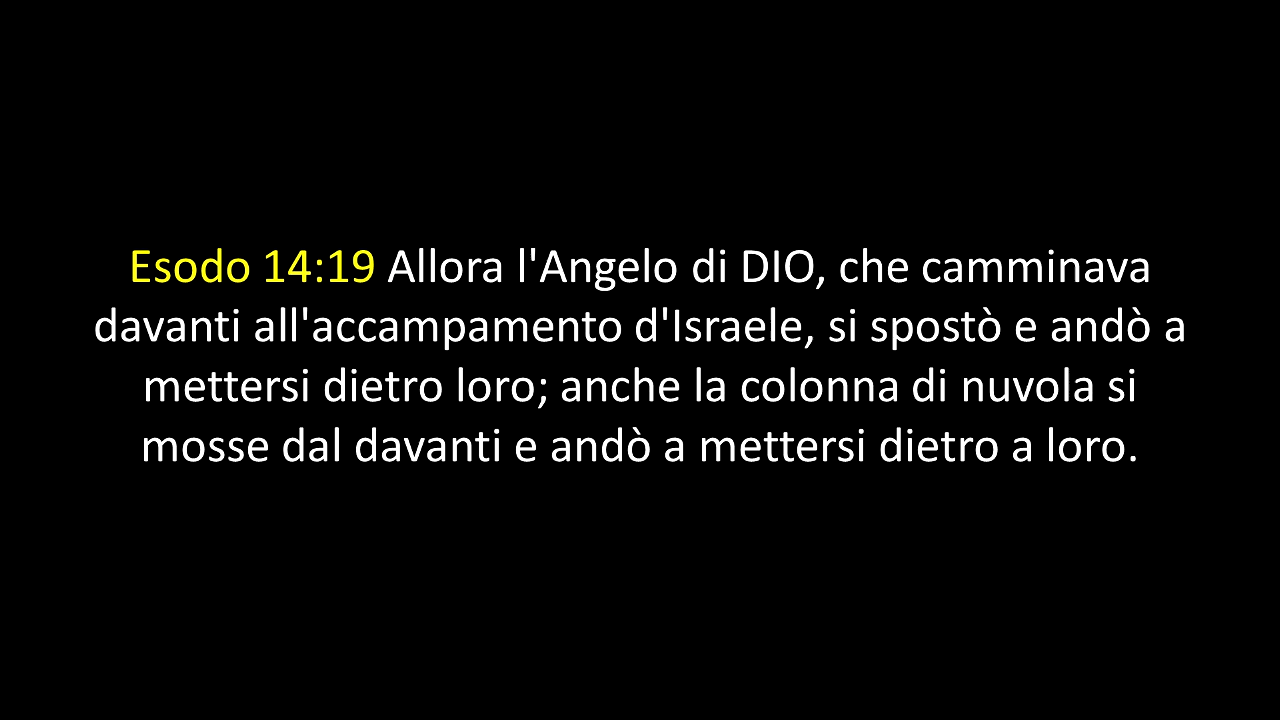 Esodo 14:19 Allora l'Angelo di DIO, che camminava
davanti all'accampamento d'Israele, si spostò e andò a
mettersi dietro loro; anche la colonna di nuvola si
mosse dal davanti e andò a mettersi dietro a loro.